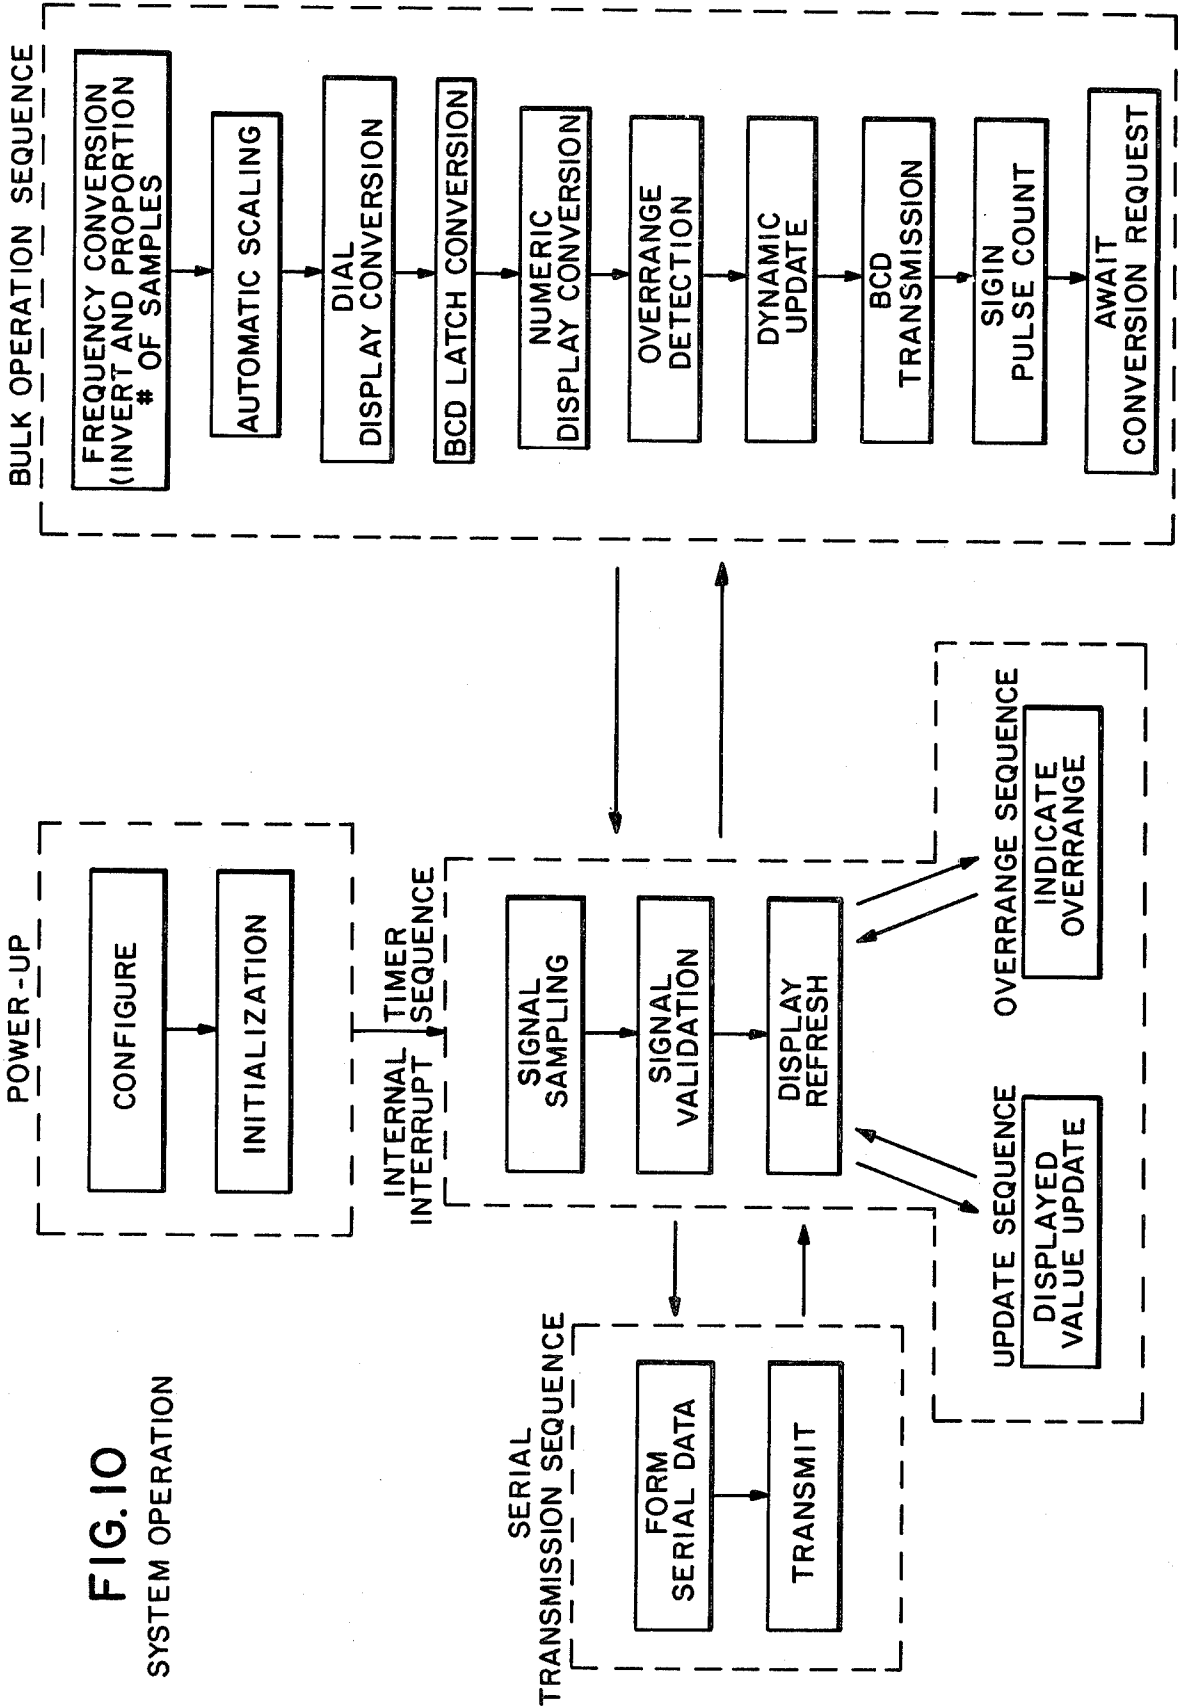 FIG. 10
SYSTEM OPERATION
POWER-UP
CONFIGURE
INITIALIZATION
INTERNAL TIMER
INTERRUPT SEQUENCE
SIGNAL
SAMPLING
SIGNAL
VALIDATION
DISPLAY
REFRESH
SERIAL
TRANSMISSION SEQUENCE
FORM
SERIAL DATA
TRANSMIT
UPDATE SEQUENCE
DISPLAYED
VALUE UPDATE
OVERRANGE SEQUENCE
INDICATE
OVERRANGE
BULK OPERATION SEQUENCE
FREQUENCY CONVERSION
(INVERT AND PROPORTION
# OF SAMPLES
AUTOMATIC SCALING
DIAL
DISPLAY CONVERSION
BCD LATCH CONVERSION
NUMERIC
DISPLAY CONVERSION
OVERRANGE
DETECTION
DYNAMIC
UPDATE
BCD
TRANSMISSION
SIGIN
PULSE COUNT
AWAIT
CONVERSION REQUEST